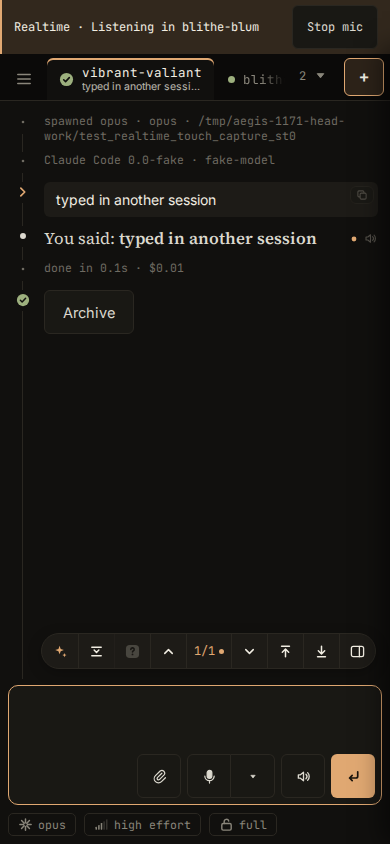 Realtime · Listening in blithe-blum
Stop mic
vibrant-valiant
typed in another sessi…
blith
2
+
spawned opus · opus · /tmp/aegis-1171-head-
work/test_realtime_touch_capture_st0
Claude Code 0.0-fake · fake-model
typed in another session
You said: typed in another session
done in 0.1s · $0.01
Archive
?
1/1
opus
high effort
full